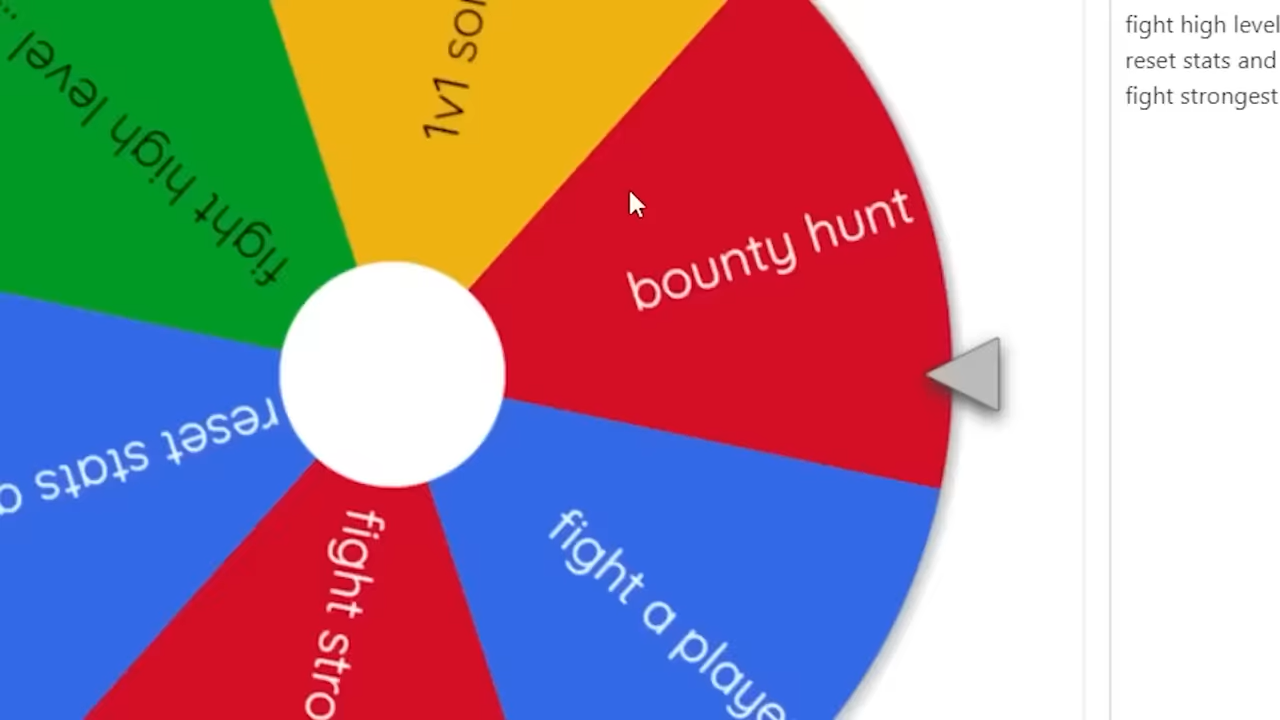 fight high level ...
1v1 so
bounty hunt
fight a playe
fight stro
reset stats a
fight high level
reset stats and
fight strongest